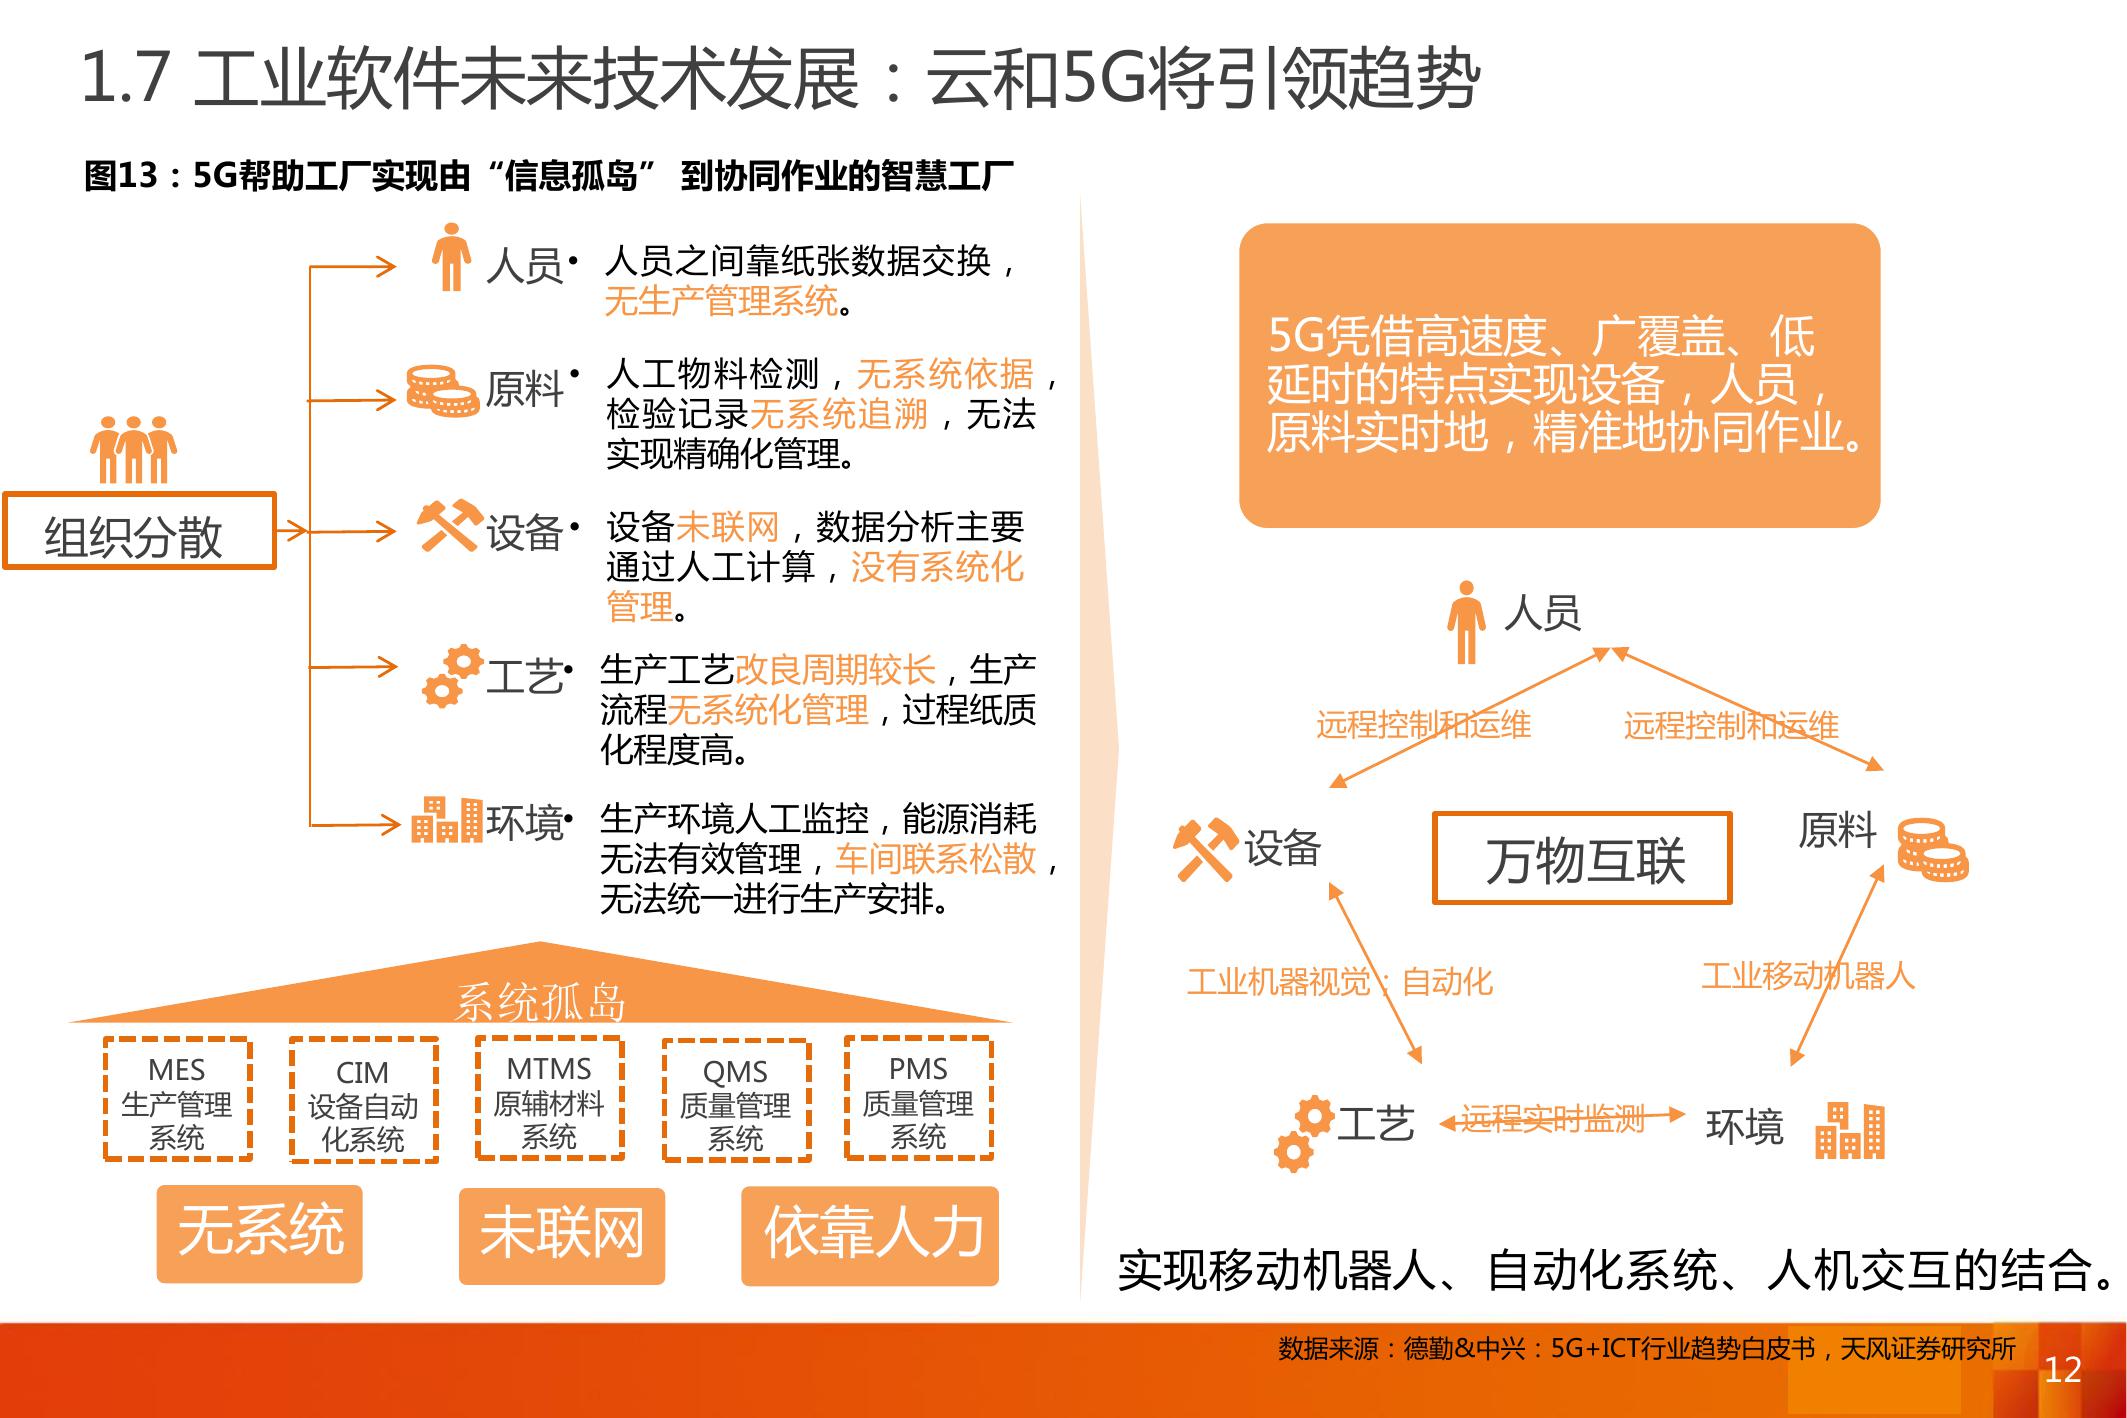 1.7 工业软件未来技术发展：云和5G将引领趋势
图13：5G帮助工厂实现由“信息孤岛” 到协同作业的智慧工厂
组织分散
人员
• 人员之间靠纸张数据交换，
无生产管理系统。
原料
• 人工物料检测，无系统依据，
检验记录无系统追溯，无法
实现精确化管理。
设备
• 设备未联网，数据分析主要
通过人工计算，没有系统化
管理。
工艺
• 生产工艺改良周期较长，生产
流程无系统化管理，过程纸质
化程度高。
环境
• 生产环境人工监控，能源消耗
无法有效管理，车间联系松散，
无法统一进行生产安排。
系统孤岛
MES
生产管理
系统
CIM
设备自动
化系统
MTMS
原辅材料
系统
QMS
质量管理
系统
PMS
质量管理
系统
无系统
未联网
依靠人力
5G凭借高速度、广覆盖、低
延时的特点实现设备，人员，
原料实时地，精准地协同作业。
人员
远程控制和运维
远程控制和运维
设备
万物互联
原料
工业机器视觉；自动化
工业移动机器人
工艺
远程实时监测
环境
实现移动机器人、自动化系统、人机交互的结合。
数据来源：德勤&中兴：5G+ICT行业趋势白皮书，天风证券研究所
12